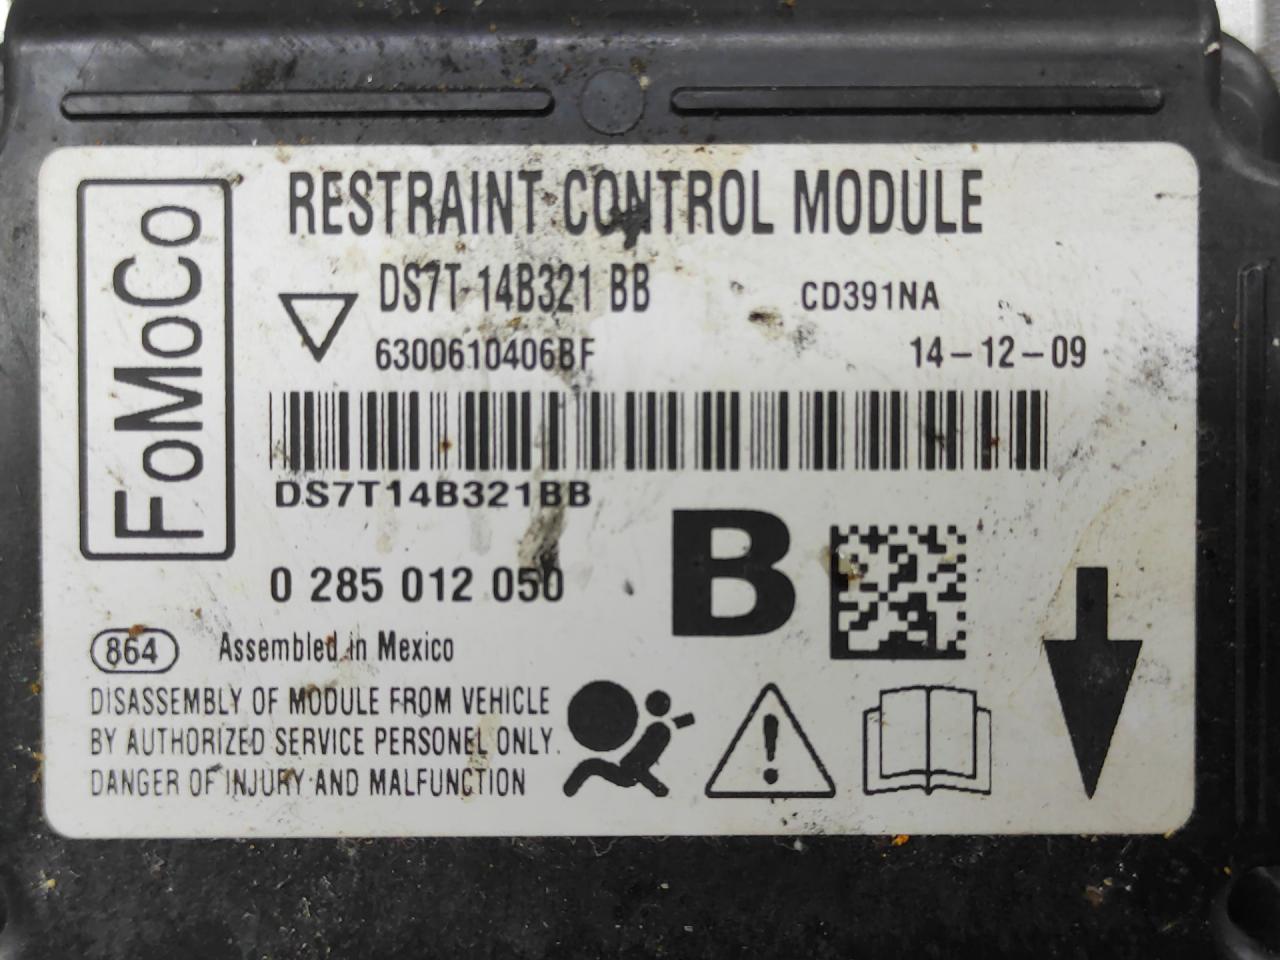 FoMoCo
RESTRAINT CONTROL MODULE
DS7T-14B321 BB
CD391NA
6300610406BF
14-12-09
DS7T14B321BB
B
0 285 012 050
864
Assembled in Mexico
DISASSEMBLY OF MODULE FROM VEHICLE
BY AUTHORIZED SERVICE PERSONEL ONLY.
DANGER OF INJURY AND MALFUNCTION